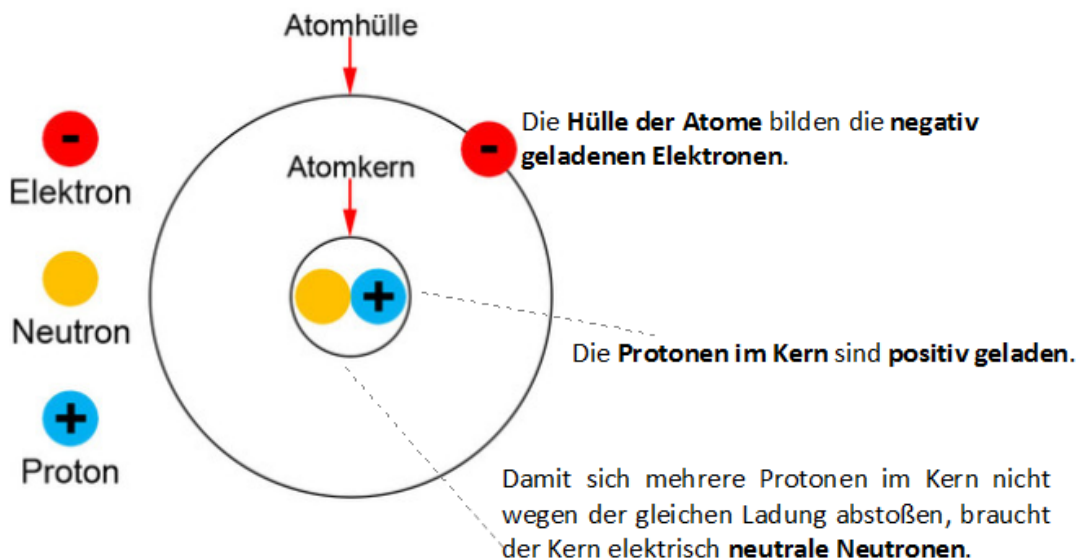 Atomhülle
-
Elektron
Neutron
+
Proton
Atomkern
-
+
Die Hülle der Atome bilden die negativ
geladenen Elektronen.
Die Protonen im Kern sind positiv geladen.
Damit sich mehrere Protonen im Kern nicht
wegen der gleichen Ladung abstoßen, braucht
der Kern elektrisch neutrale Neutronen.